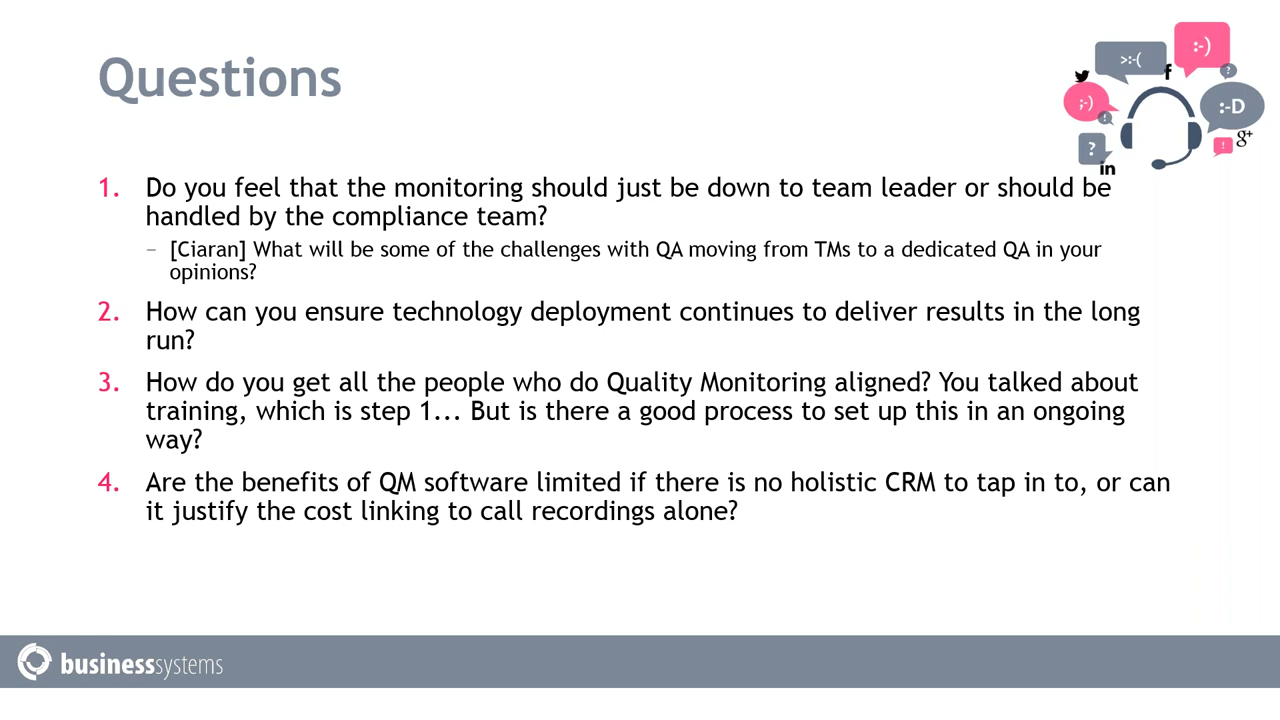 Questions
>:-(
:-)
?
f
;-)
!
:-D
g+
?
!
in
1. Do you feel that the monitoring should just be down to team leader or should be
handled by the compliance team?
– [Ciaran] What will be some of the challenges with QA moving from TMs to a dedicated QA in your
opinions?
2. How can you ensure technology deployment continues to deliver results in the long
run?
3. How do you get all the people who do Quality Monitoring aligned? You talked about
training, which is step 1... But is there a good process to set up this in an ongoing
way?
4. Are the benefits of QM software limited if there is no holistic CRM to tap in to, or can
it justify the cost linking to call recordings alone?
businesssystems